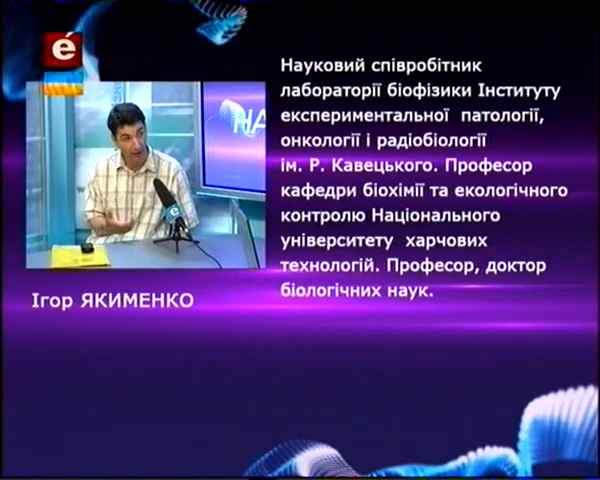 é
НА
Ігор ЯКИМЕНКО
Науковий співробітник
лабораторії біофізики Інституту
експериментальної патології,
онкології і радіобіології
ім. Р. Кавецького. Професор
кафедри біохімії та екологічного
контролю Національного
університету харчових
технологій. Професор, доктор
біологічних наук.